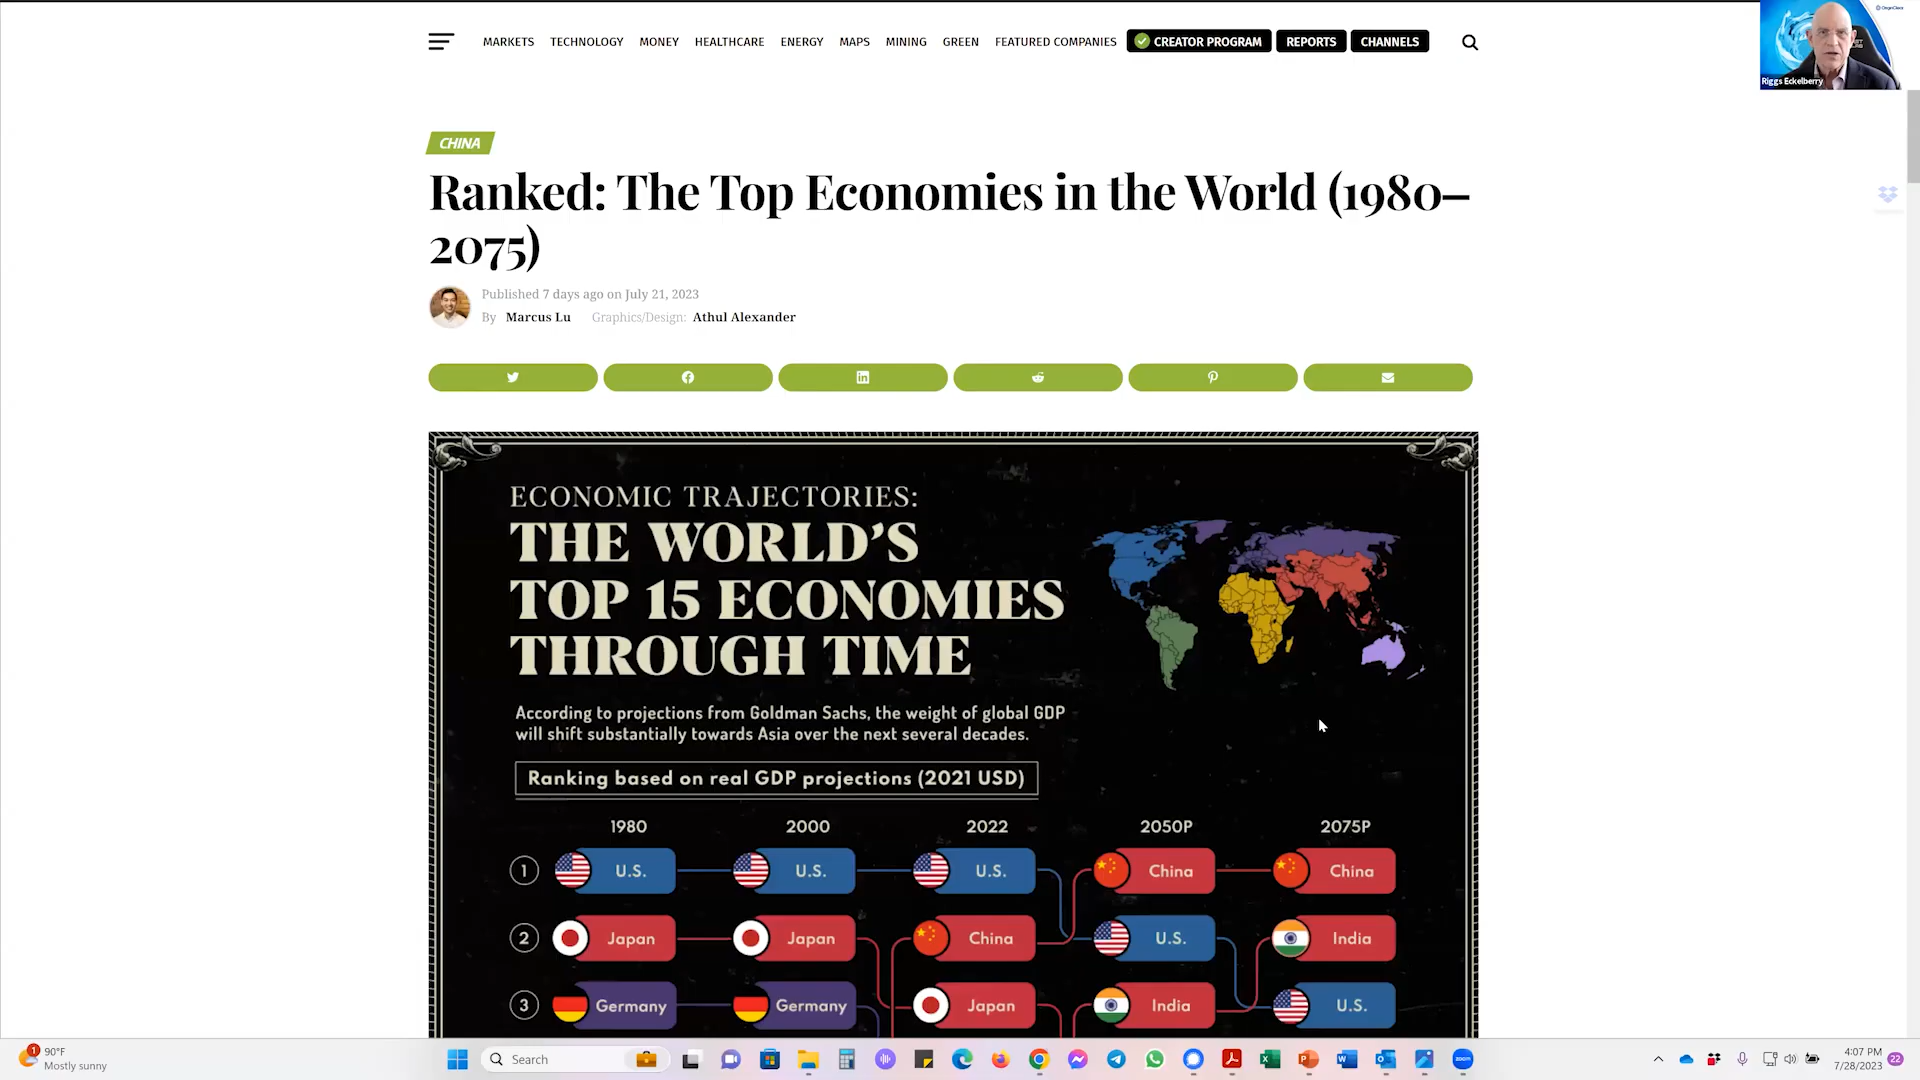 MARKETS TECHNOLOGY MONEY HEALTHCARE ENERGY MAPS MINING GREEN FEATURED COMPANIES CREATOR PROGRAM REPORTS CHANNELS
Riggs Eckelberry
CHINA
Ranked: The Top Economies in the World (1980–
2075)
Published 7 days ago on July 21, 2023
By Marcus Lu Graphics/Design: Athul Alexander
ECONOMIC TRAJECTORIES:
THE WORLD'S
TOP 15 ECONOMIES
THROUGH TIME
According to projections from Goldman Sachs, the weight of global GDP
will shift substantially towards Asia over the next several decades.
Ranking based on real GDP projections (2021 USD)
1980 2000 2022 2050P 2075P
1 U.S. U.S. U.S. China China
2 Japan Japan China U.S. India
3 Germany Germany Japan India U.S.
1 90°F
Mostly sunny
Search
zoom
4:07 PM
7/28/2023
22